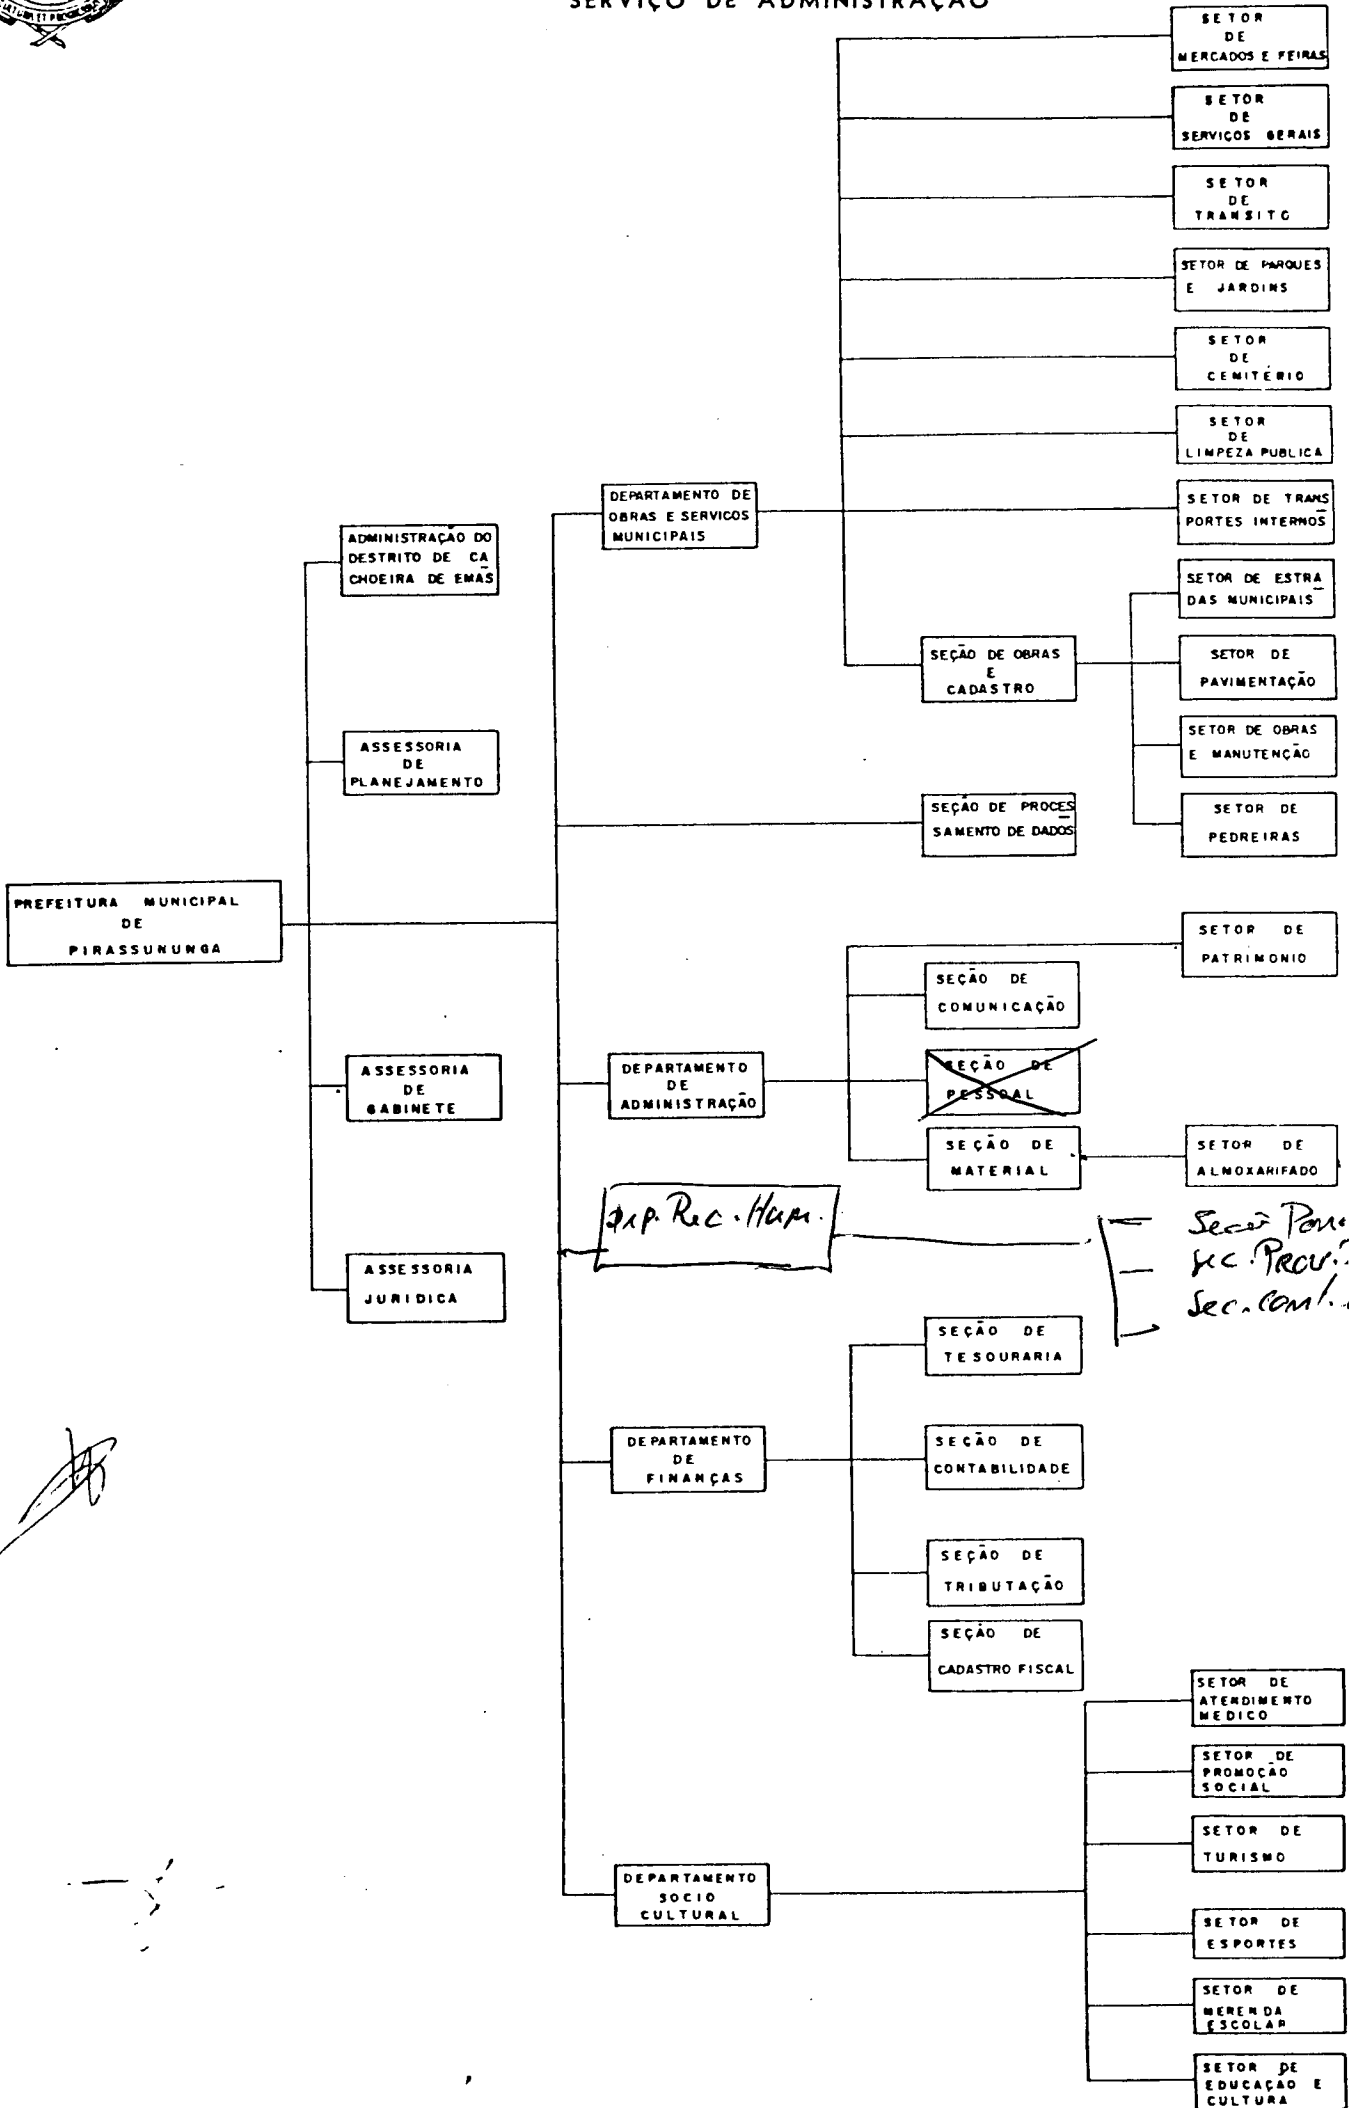 SERVIÇO DE ADMINISTRAÇÃO
SETOR
DE
MERCADOS E FEIRAS
SETOR
DE
SERVIÇOS GERAIS
SETOR
DE
TRANSITO
SETOR DE PARQUES
E JARDINS
SETOR
DE
CEMITÉRIO
SETOR
DE
LIMPEZA PUBLICA
DEPARTAMENTO DE
OBRAS E SERVICOS
MUNICIPAIS
SETOR DE TRANS
PORTES INTERNOS
ADMINISTRAÇÃO DO
DESTRITO DE CA
CHOEIRA DE EMAS
SETOR DE ESTRA
DAS MUNICIPAIS
SEÇÃO DE OBRAS
E
CADASTRO
SETOR DE
PAVIMENTAÇÃO
ASSESSORIA
DE
PLANEJAMENTO
SETOR DE OBRAS
E MANUTENÇÃO
SEÇÃO DE PROCES
SAMENTO DE DADOS
SETOR DE
PEDREIRAS
PREFEITURA MUNICIPAL
DE
PIRASSUNUNGA
SETOR DE
PATRIMONIO
SEÇÃO DE
COMUNICAÇÃO
ASSESSORIA
DE
GABINETE
DEPARTAMENTO
DE
ADMINISTRAÇÃO
SEÇÃO DE
PESSOAL
SEÇÃO DE
MATERIAL
SETOR DE
ALMOXARIFADO
Dep. Rec. Hum.
Sec.
Sec.
ASSESSORIA
JURIDICA
SEÇÃO DE
TESOURARIA
DEPARTAMENTO
DE
FINANÇAS
SEÇÃO DE
CONTABILIDADE
SEÇÃO DE
TRIBUTAÇÃO
SEÇÃO DE
CADASTRO FISCAL
SETOR DE
ATENDIMENTO
MEDICO
SETOR DE
PROMOÇÃO
SOCIAL
SETOR DE
TURISMO
DEPARTAMENTO
SOCIO
CULTURAL
SETOR DE
ESPORTES
SETOR DE
MERENDA
ESCOLAR
SETOR DE
EDUCAÇÃO E
CULTURA